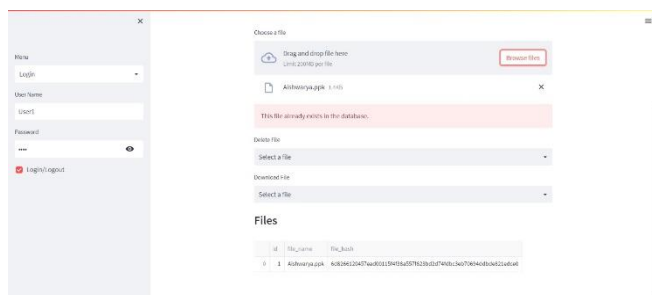 Menu
Login
User Name
User1
Password
Login/Logout
Choose a file
Drag and drop file here
Limit 200MB per file
Browse files
Aishwarya.ppk
This file already exists in the database.
Delete File
Select a file
Download File
Select a file
Files
id file_name file_hash
0 1 Aishwarya.ppk